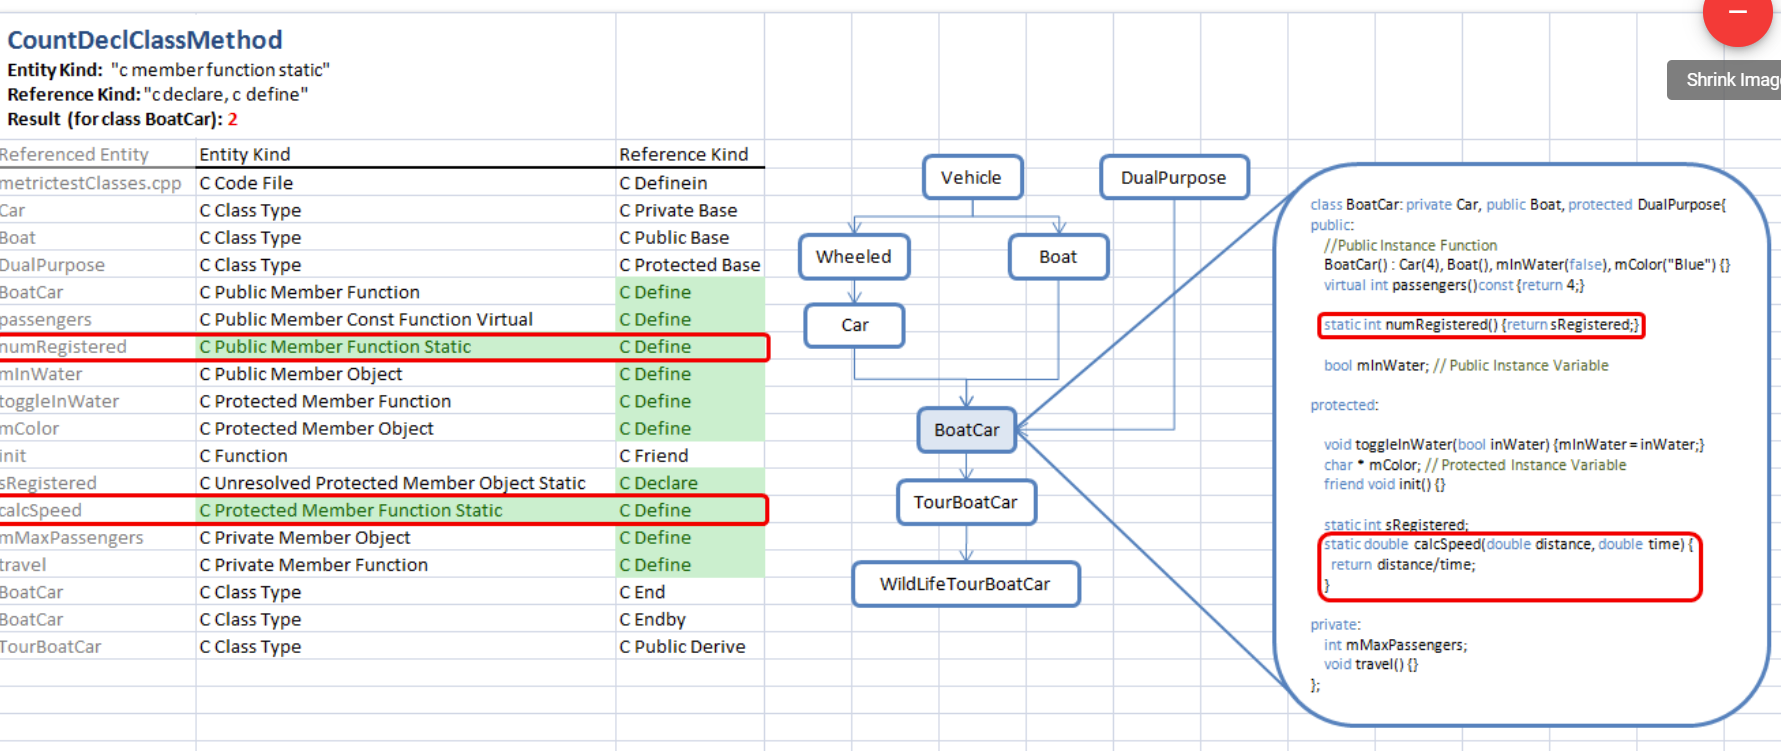 CountDeclClassMethod
Entity Kind: "c member function static"
Reference Kind: "c declare, c define"
Result (for class BoatCar): 2
Shrink Imag
Referenced Entity Entity Kind Reference Kind
metrictestClasses.cpp C Code File C Definein
Car C Class Type C Private Base
Boat C Class Type C Public Base
DualPurpose C Class Type C Protected Base
BoatCar C Public Member Function C Define
passengers C Public Member Const Function Virtual C Define
numRegistered C Public Member Function Static C Define
mInWater C Public Member Object C Define
toggleInWater C Protected Member Function C Define
mColor C Protected Member Object C Define
init C Function C Friend
sRegistered C Unresolved Protected Member Object Static C Declare
calcSpeed C Protected Member Function Static C Define
mMaxPassengers C Private Member Object C Define
travel C Private Member Function C Define
BoatCar C Class Type C End
BoatCar C Class Type C Endby
TourBoatCar C Class Type C Public Derive
Vehicle
DualPurpose
Wheeled
Boat
Car
BoatCar
TourBoatCar
WildLifeTourBoatCar
class BoatCar: private Car, public Boat, protected DualPurpose{
public:
//Public Instance Function
BoatCar() : Car(4), Boat(), mInWater(false), mColor("Blue") {}
virtual int passengers()const {return 4;}
static int numRegistered() {return sRegistered;}
bool mInWater; // Public Instance Variable
protected:
void toggleInWater(bool inWater) {mInWater = inWater;}
char * mColor; // Protected Instance Variable
friend void init() {}
static int sRegistered;
static double calcSpeed(double distance, double time) {
return distance/time;
}
private:
int mMaxPassengers;
void travel() {}
};